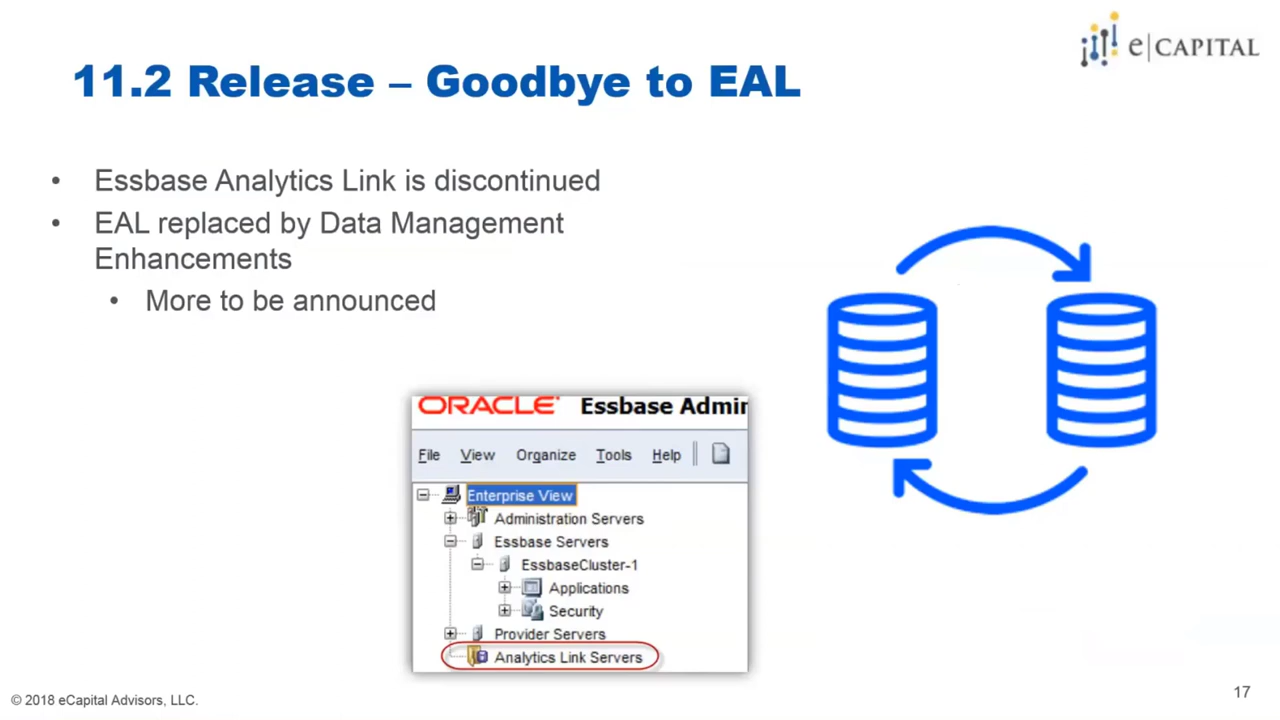 e|CAPITAL
11.2 Release – Goodbye to EAL
• Essbase Analytics Link is discontinued
• EAL replaced by Data Management
Enhancements
• More to be announced
ORACLE Essbase Admin
File View Organize Tools Help
Enterprise View
Administration Servers
Essbase Servers
EssbaseCluster-1
Applications
Security
Provider Servers
Analytics Link Servers
© 2018 eCapital Advisors, LLC.
17